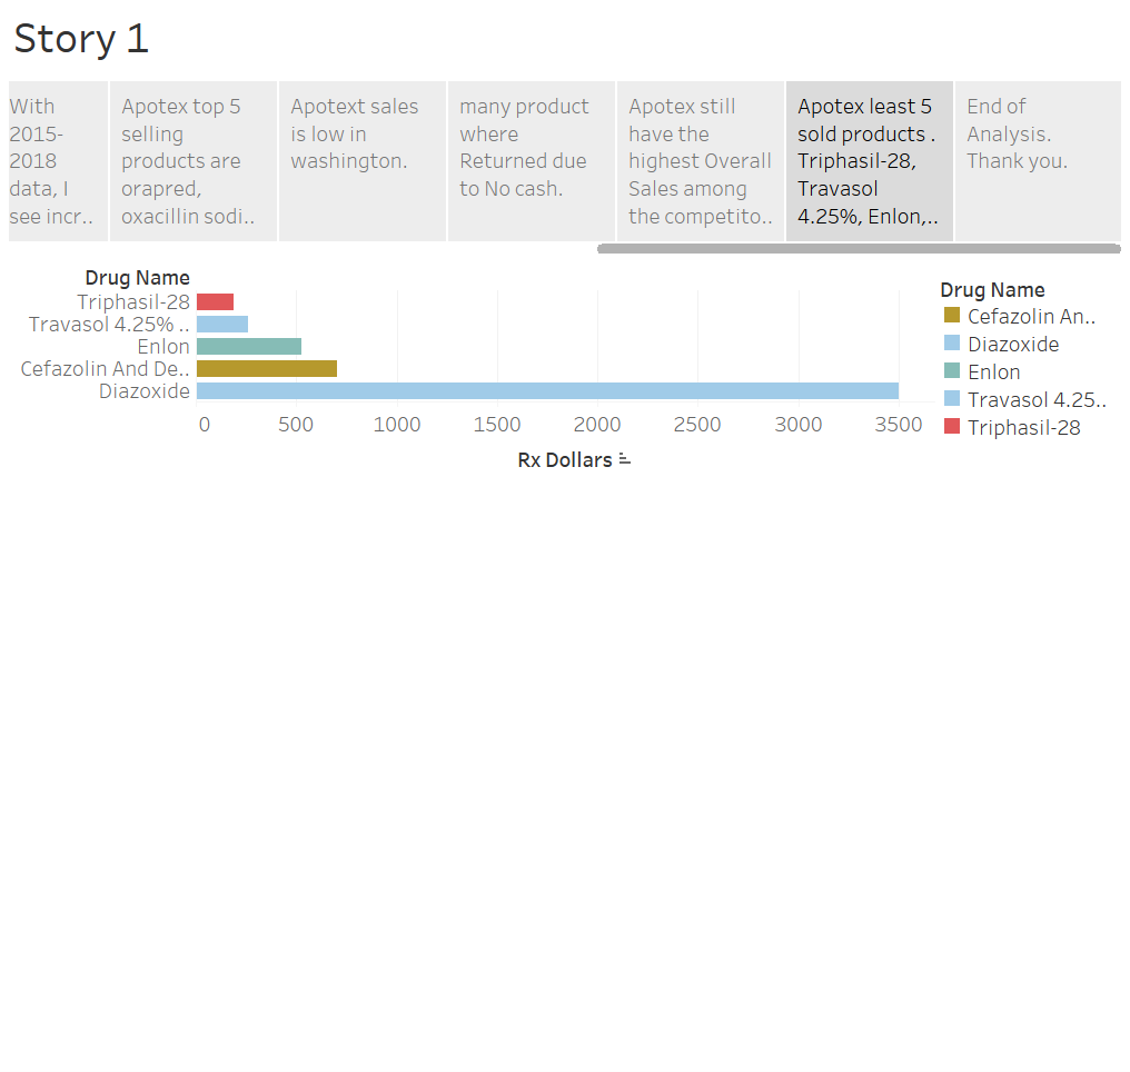 Story 1
With
2015-
2018
data, I
see incr..
Apotex top 5
selling
products are
orapred,
oxacillin sodi..
Apotext sales
is low in
washington.
many product
where
Returned due
to No cash.
Apotex still
have the
highest Overall
Sales among
the competito..
Apotex least 5
sold products .
Triphasil-28,
Travasol
4.25%, Enlon,..
End of
Analysis.
Thank you.
Drug Name
Triphasil-28
Travasol 4.25% ..
Enlon
Cefazolin And De..
Diazoxide
0 500 1000 1500 2000 2500 3000 3500
Rx Dollars
Drug Name
Cefazolin An..
Diazoxide
Enlon
Travasol 4.25..
Triphasil-28